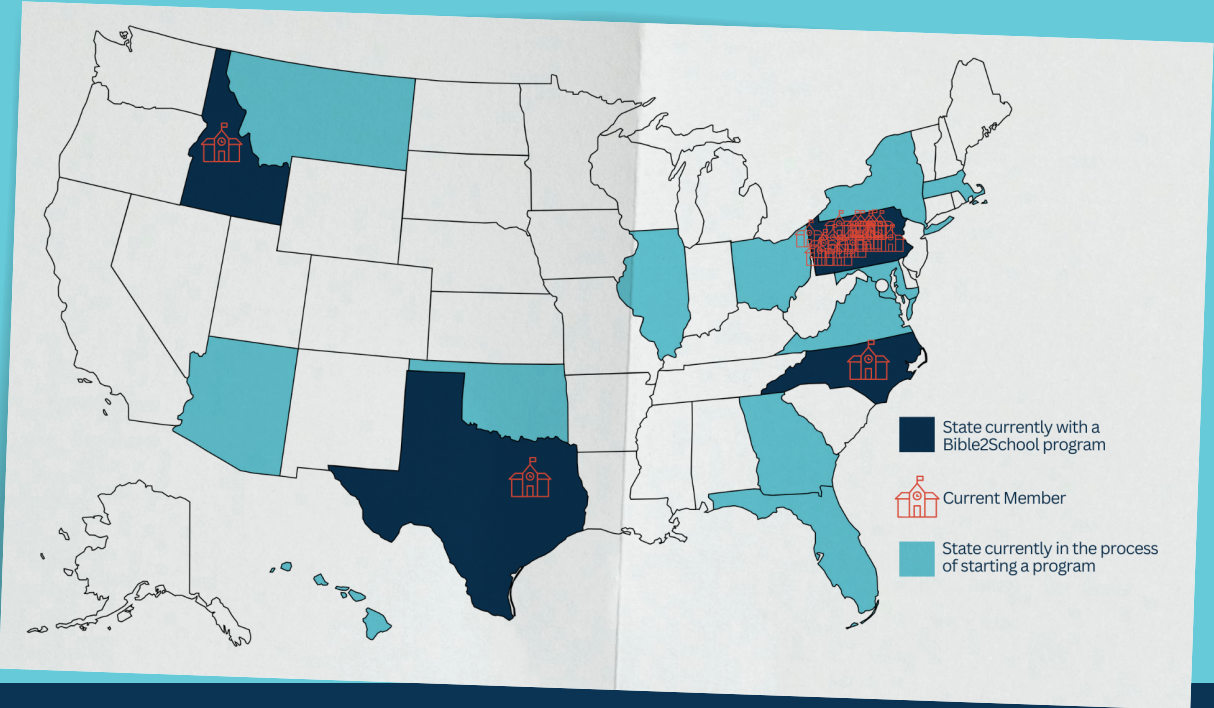 State currently with a
Bible2School program
Current Member
State currently in the process
of starting a program